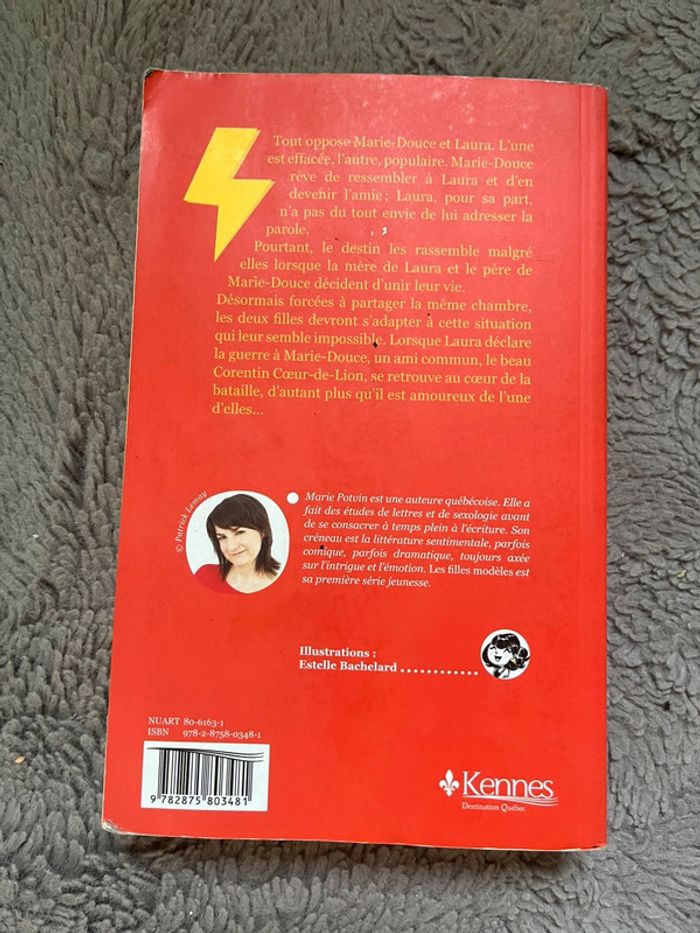 Tout oppose Marie-Douce et Laura. L'une
est effacée, l'autre, populaire. Marie-Douce
rêve de ressembler à Laura et d'en
devenir l'amie; Laura, pour sa part,
n'a pas du tout envie de lui adresser la
parole.
Pourtant, le destin les rassemble malgré
elles lorsque la mère de Laura et le père de
Marie-Douce décident d'unir leur vie.
Désormais forcées à partager la même chambre,
les deux filles devront s'adapter à cette situation
qui leur semble impossible. Lorsque Laura déclare
la guerre à Marie-Douce, un ami commun, le beau
Corentin Cœur-de-Lion, se retrouve au cœur de la
bataille, d'autant plus qu'il est amoureux de l'une
d'elles...
© Patrick Lemay
Marie Potvin est une auteure québécoise. Elle a
fait des études de lettres et de sexologie avant
de se consacrer à temps plein à l'écriture. Son
créneau est la littérature sentimentale, parfois
comique, parfois dramatique, toujours axée
sur l'intrigue et l'émotion. Les filles modèles est
sa première série jeunesse.
Illustrations :
Estelle Bachelard ............
NUART 80-6163-1
ISBN 978-2-8758-0348-1
9 782875 803481
Kennes
Destination Québec